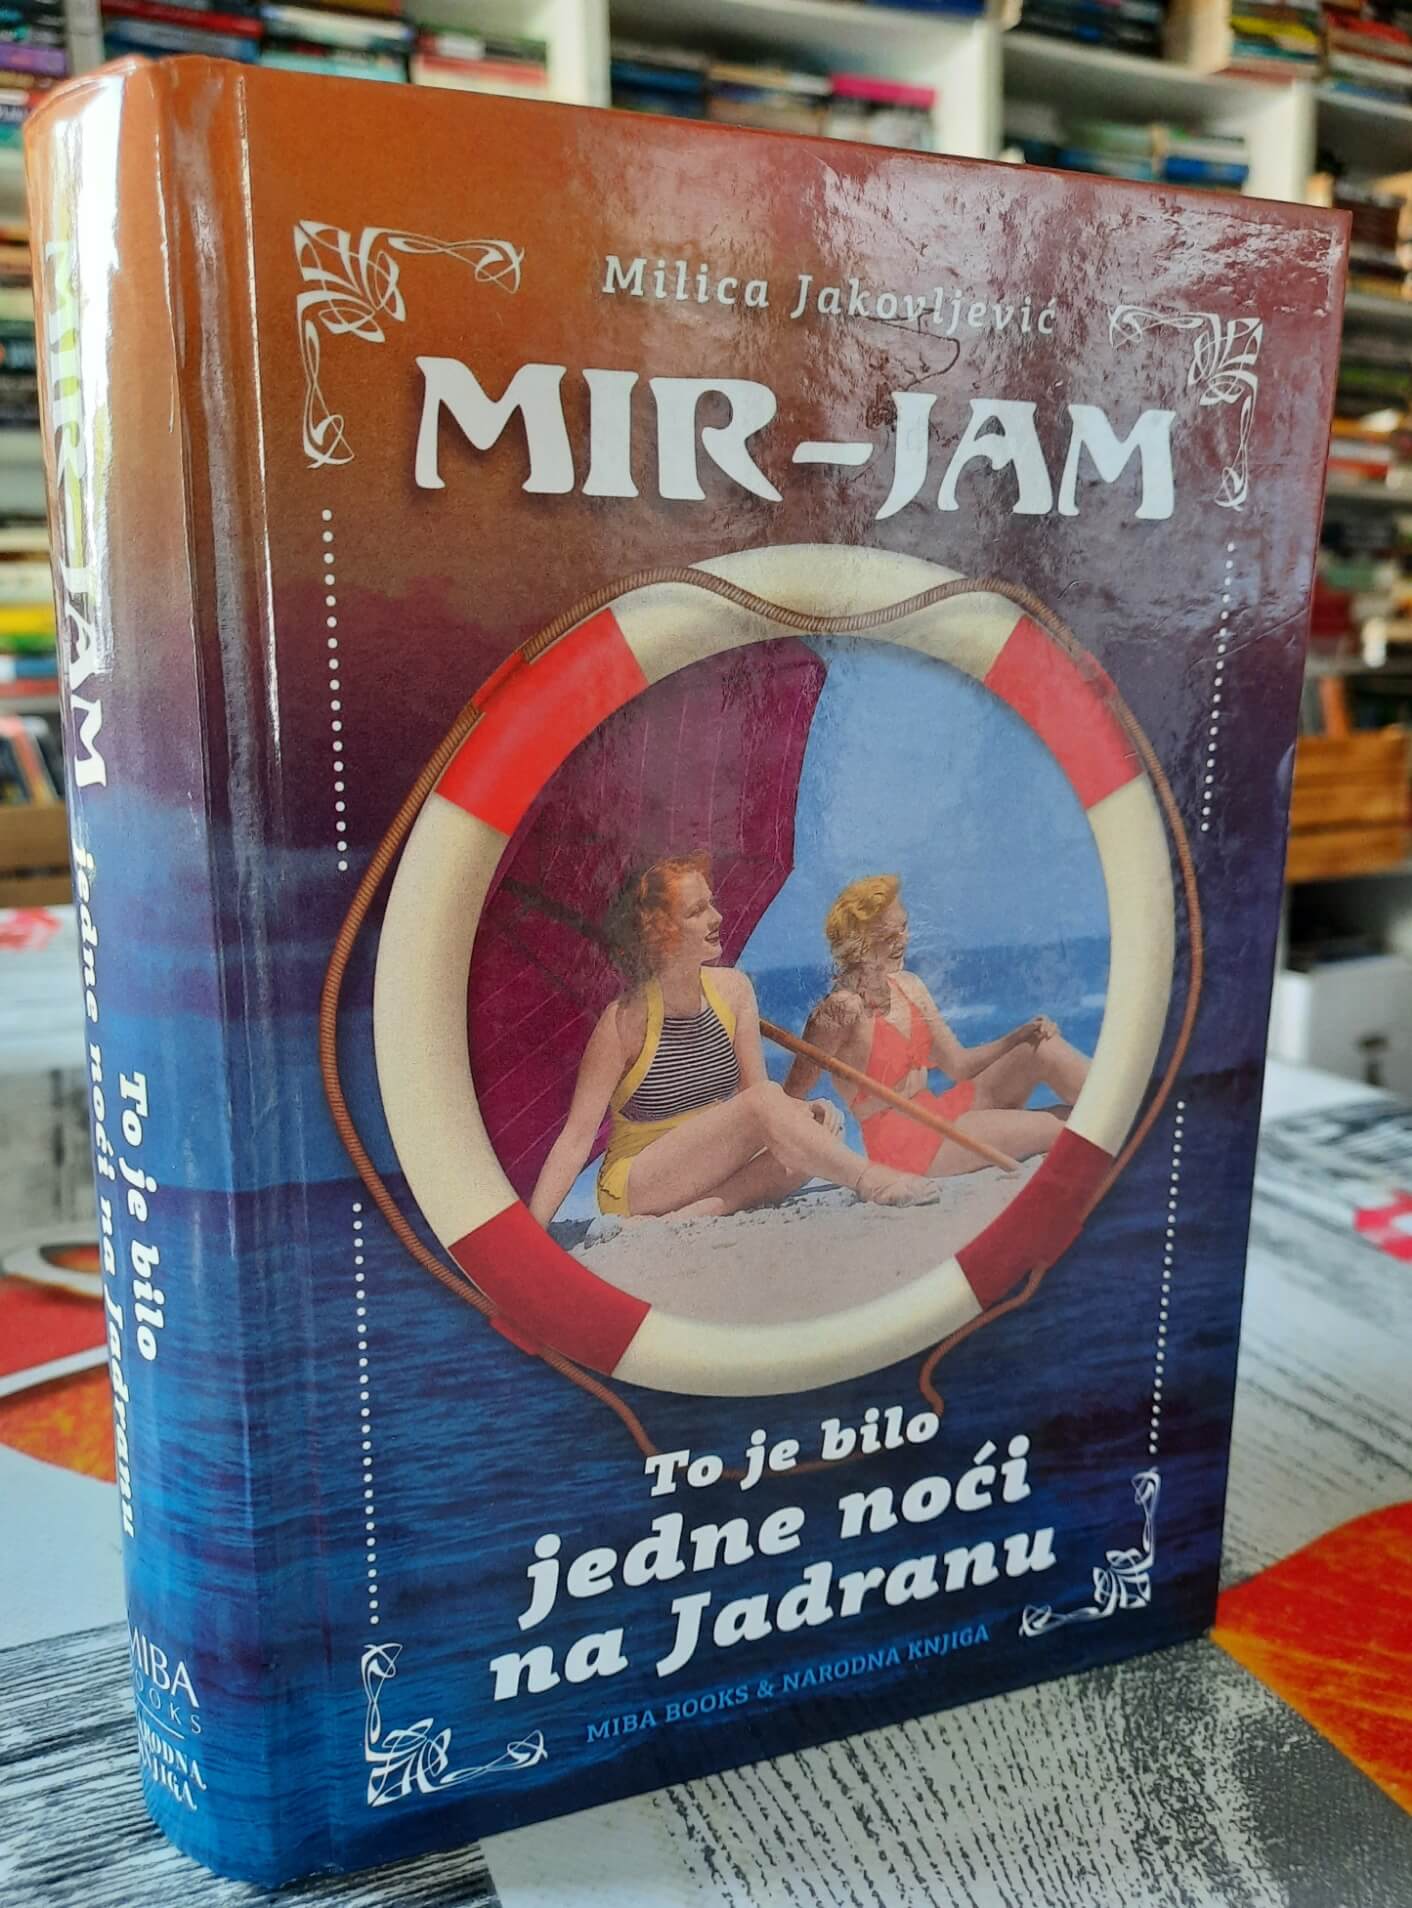 Milica Jakovljević
MIR-JAM
To je bilo
jedne noći
na Jadranu
MIBA BOOKS & NARODNA KNJIGA
MIR-JAM
To je bilo
jedne noći na Jadranu
MIBA
BOOKS
NARODNA
KNJIGA